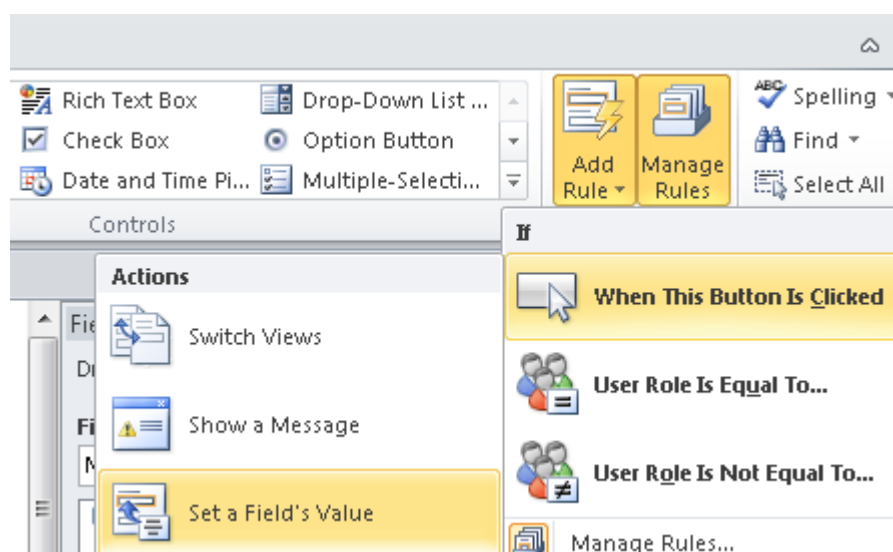 Rich Text Box
Drop-Down List ...
Check Box
Option Button
Date and Time Pi...
Multiple-Selecti...
Controls
Add Rule
Manage Rules
ABC
Spelling
Find
Select All
If
When This Button Is Clicked
User Role Is Equal To...
User Role Is Not Equal To...
Manage Rules...
Actions
Switch Views
Show a Message
Set a Field's Value